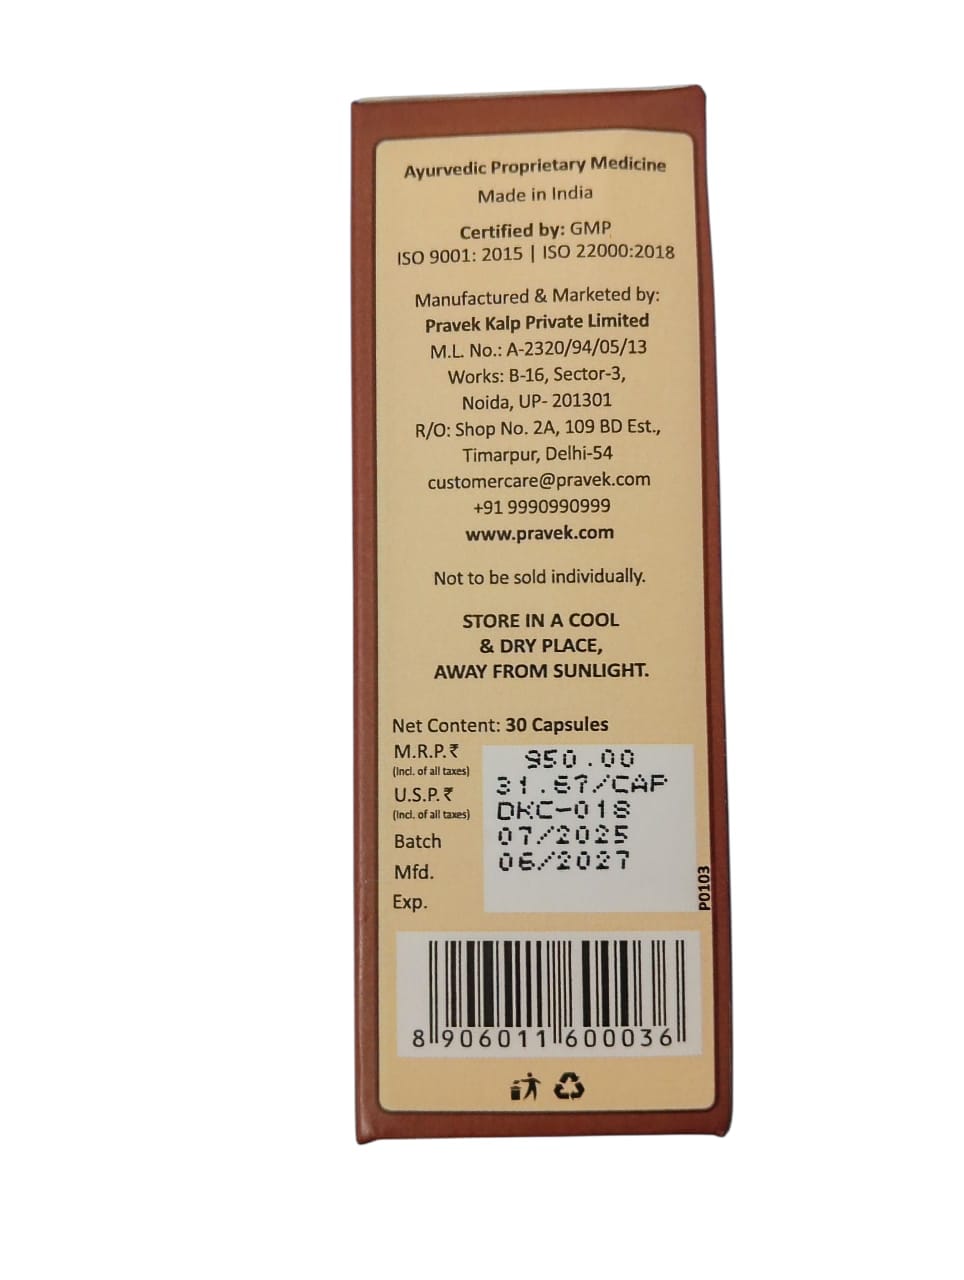 Ayurvedic Proprietary Medicine
Made in India
Certified by: GMP
ISO 9001: 2015 | ISO 22000:2018
Manufactured & Marketed by:
Pravek Kalp Private Limited
M.L. No.: A-2320/94/05/13
Works: B-16, Sector-3,
Noida, UP- 201301
R/O: Shop No. 2A, 109 BD Est.,
Timarpur, Delhi-54
customercare@pravek.com
+91 9990990999
www.pravek.com
Not to be sold individually.
STORE IN A COOL
& DRY PLACE,
AWAY FROM SUNLIGHT.
Net Content: 30 Capsules
M.R.P.₹
(Incl. of all taxes)
U.S.P.₹
(Incl. of all taxes)
Batch
Mfd.
Exp.
950.00
31.67/CAP
DKC-018
07/2025
06/2027
P0103
8 906011 600036